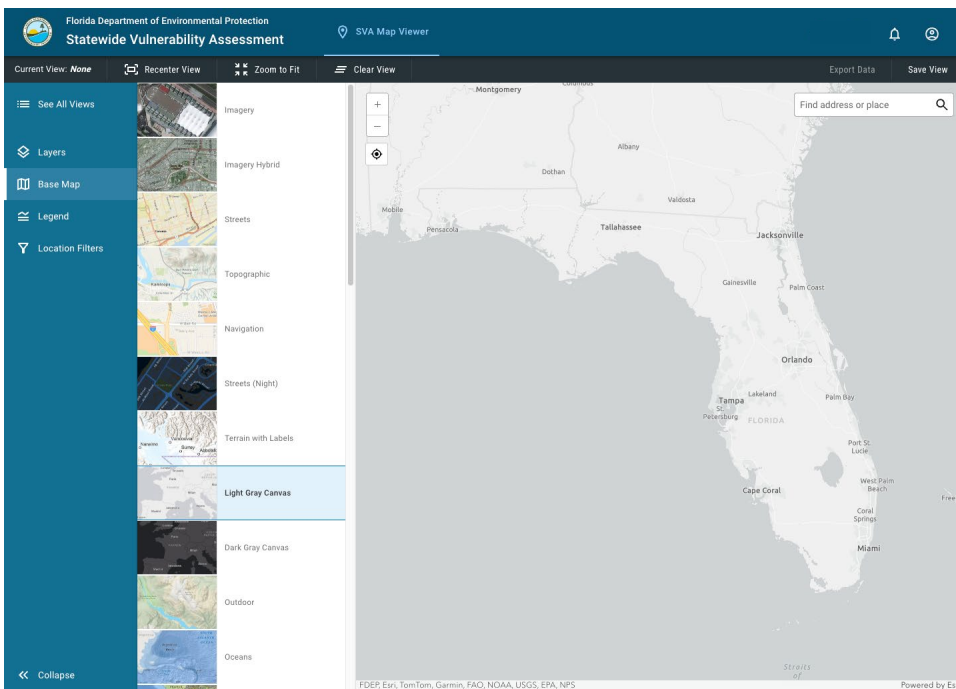 Florida Department of Environmental Protection
Statewide Vulnerability Assessment
SVA Map Viewer
Current View: None
Recenter View
Zoom to Fit
Clear View
Export Data
Save View
See All Views
Layers
Base Map
Legend
Location Filters
Collapse
Imagery
Imagery Hybrid
Streets
Topographic
Navigation
Streets (Night)
Terrain with Labels
Light Gray Canvas
Dark Gray Canvas
Outdoor
Oceans
Find address or place
Montgomery
Albany
Dothan
Mobile
Valdosta
Pensacola
Tallahassee
Jacksonville
Gainesville
Palm Coast
Orlando
Lakeland
Tampa
St.
Petersburg
Palm Bay
FLORIDA
Port St.
Lucie
West Palm
Beach
Cape Coral
Free
Coral
Springs
Miami
Straits
of
FDEP, Esri, TomTom, Garmin, FAO, NOAA, USGS, EPA, NPS
Powered by Es